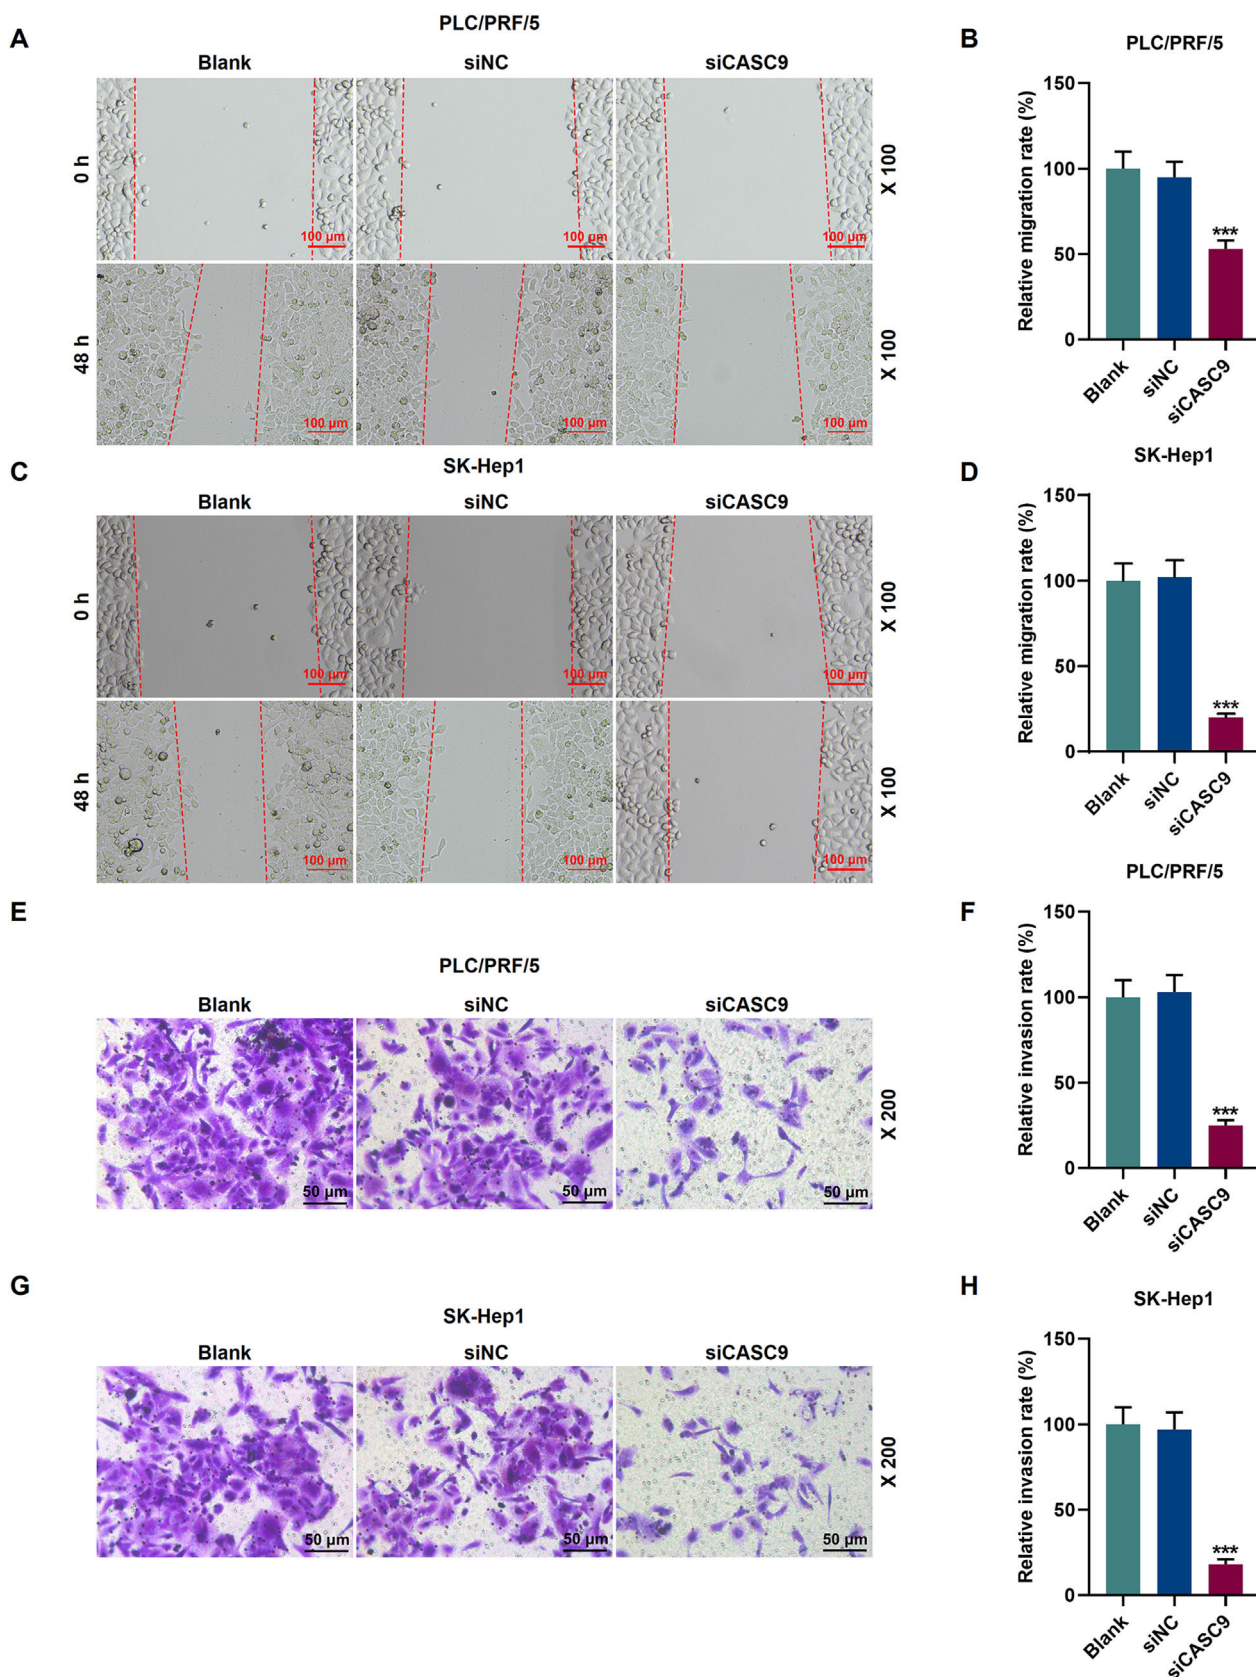 A
PLC/PRF/5
Blank siNC siCASC9
0 h
100 µm 100 µm 100 µm
X 100
48 h
100 µm 100 µm 100 µm
X 100
B
PLC/PRF/5
Relative migration rate (%)
150
100
50
0
***
Blank siNC siCASC9
C
SK-Hep1
Blank siNC siCASC9
0 h
100 µm 100 µm 100 µm
X 100
48 h
100 µm 100 µm 100 µm
X 100
D
SK-Hep1
Relative migration rate (%)
150
100
50
0
***
Blank siNC siCASC9
E
PLC/PRF/5
Blank siNC siCASC9
50 µm 50 µm 50 µm
X 200
F
PLC/PRF/5
Relative invasion rate (%)
150
100
50
0
***
Blank siNC siCASC9
G
SK-Hep1
Blank siNC siCASC9
50 µm 50 µm 50 µm
X 200
H
SK-Hep1
Relative invasion rate (%)
150
100
50
0
***
Blank siNC siCASC9